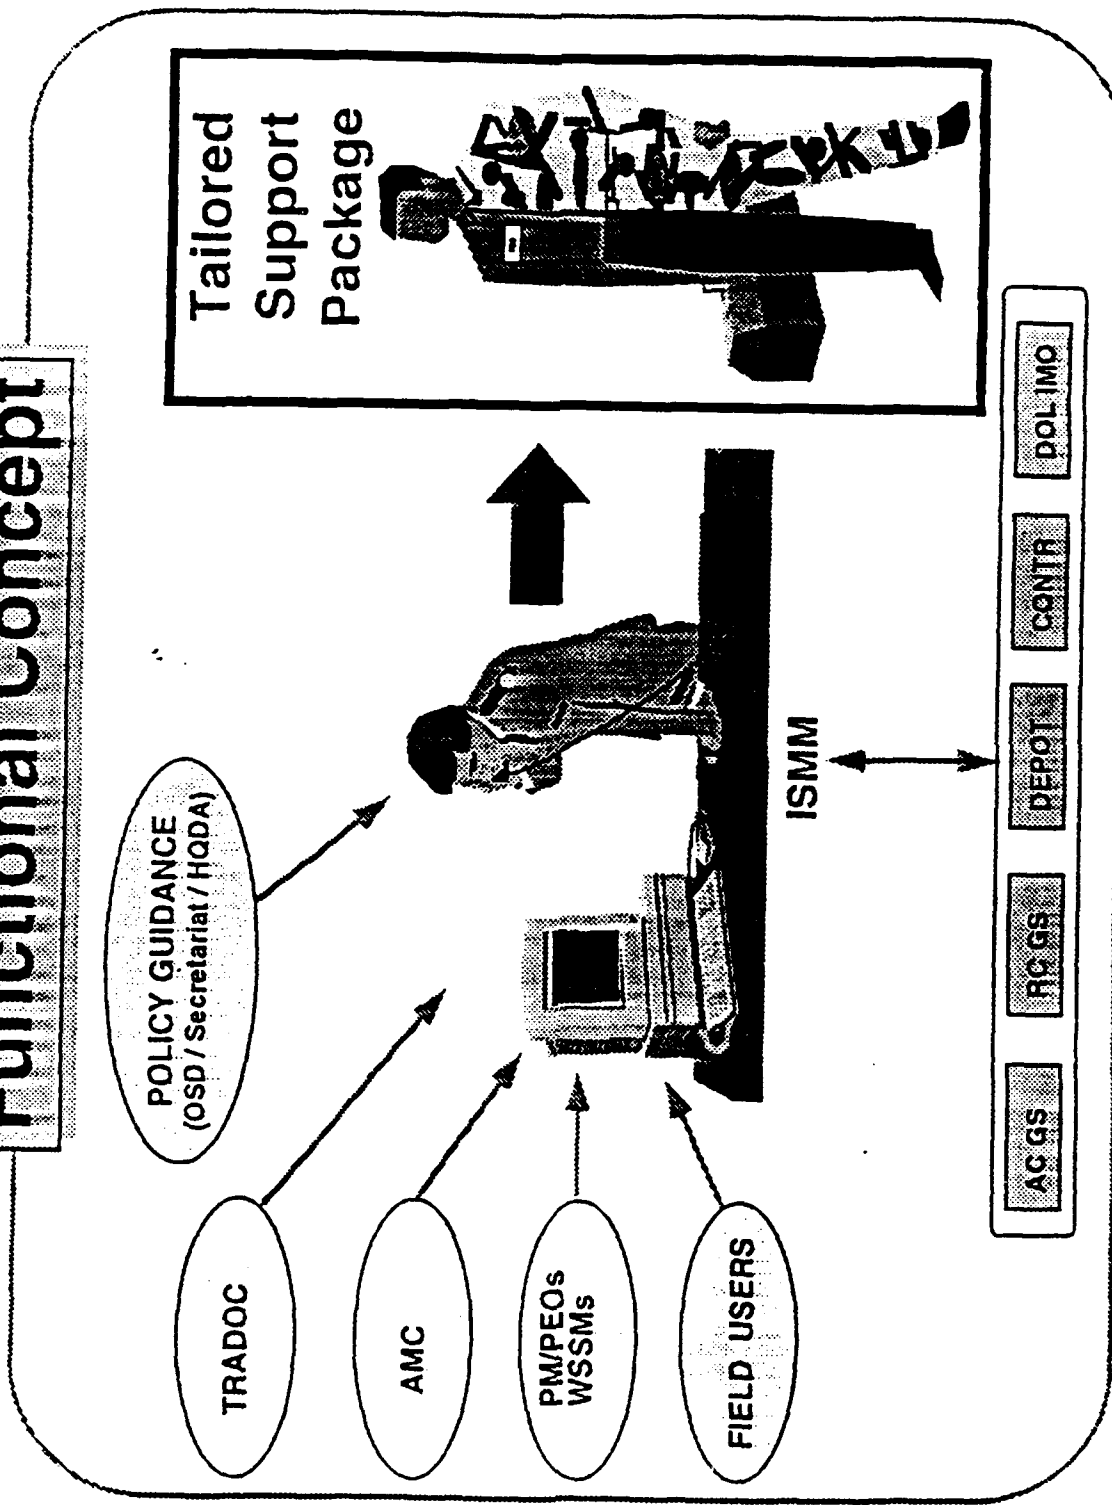 Functional Concept
POLICY GUIDANCE
(OSD / Secretariat / HQDA)
TRADOC
AMC
PM/PEOs
WSSMs
FIELD USERS
ISMM
Tailored
Support
Package
AC GS
RC GS
DEPOT
CONTR
DOL IMO